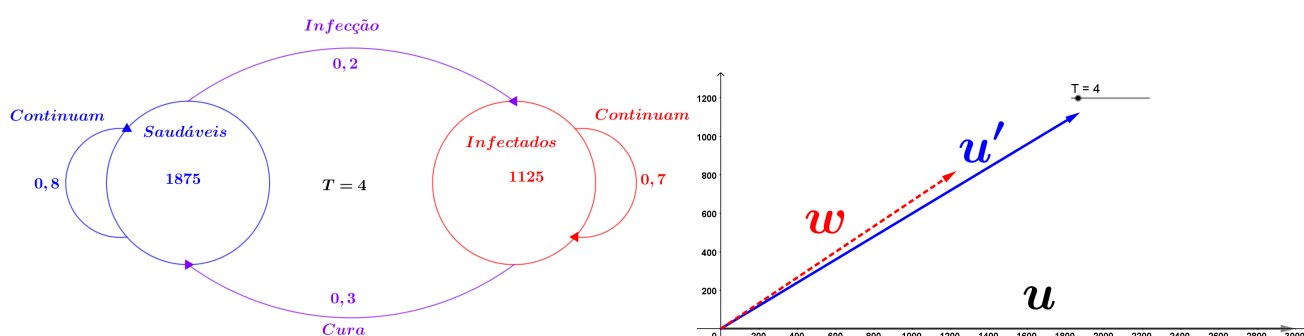 Infecção
0, 2
Continuam
Continuam
Saudáveis
Infectados
0, 8
1875
T = 4
1125
0, 7
0, 3
Cura
T = 4
1200
1000
800
600
400
200
u'
w
u
0
200
400
600
800
1000
1200
1400
1600
1800
2000
2200
2400
2600
2800
3000